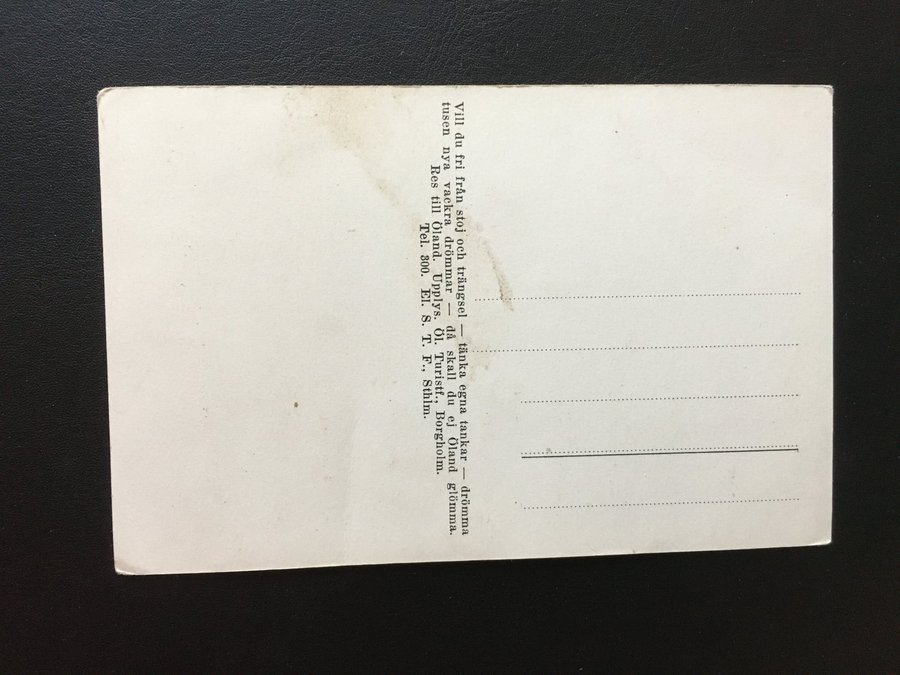 Vill du fri från stoj och trängsel — tänka egna tankar — drömma
tusen nya vackra drömmar — då skall du ej Öland glömma.
Res till Öland. Upplys. Öl. Turistf., Borgholm.
Tel. 300. El. S. T. F., Sthlm.